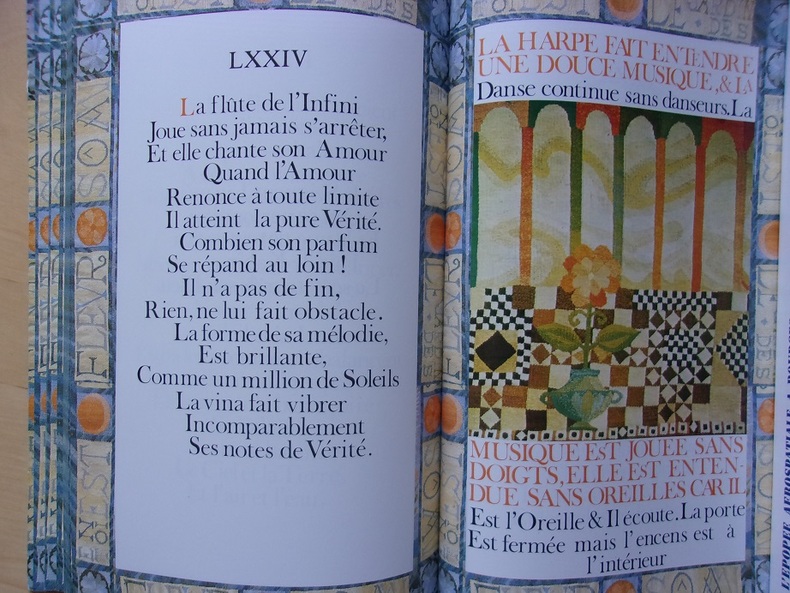 LXXIV
La flûte de l'Infini
Joue sans jamais s'arrêter,
Et elle chante son Amour
Quand l'Amour
Renonce à toute limite
Il atteint la pure Vérité.
Combien son parfum
Se répand au loin !
Il n'a pas de fin,
Rien, ne lui fait obstacle.
La forme de sa mélodie,
Est brillante,
Comme un million de Soleils
La vina fait vibrer
Incomparablement
Ses notes de Vérité.
LA HARPE FAIT ENTENDRE
UNE DOUCE MUSIQUE, & LA
Danse continue sans danseurs. La
MUSIQUE EST JOUÉE SANS
DOIGTS, ELLE EST ENTEN-
DUE SANS OREILLES CAR IL
Est l'Oreille & Il écoute. La porte
Est fermée mais l'encens est à
l'intérieur
L'EPOPEE AEROSPATIALE A